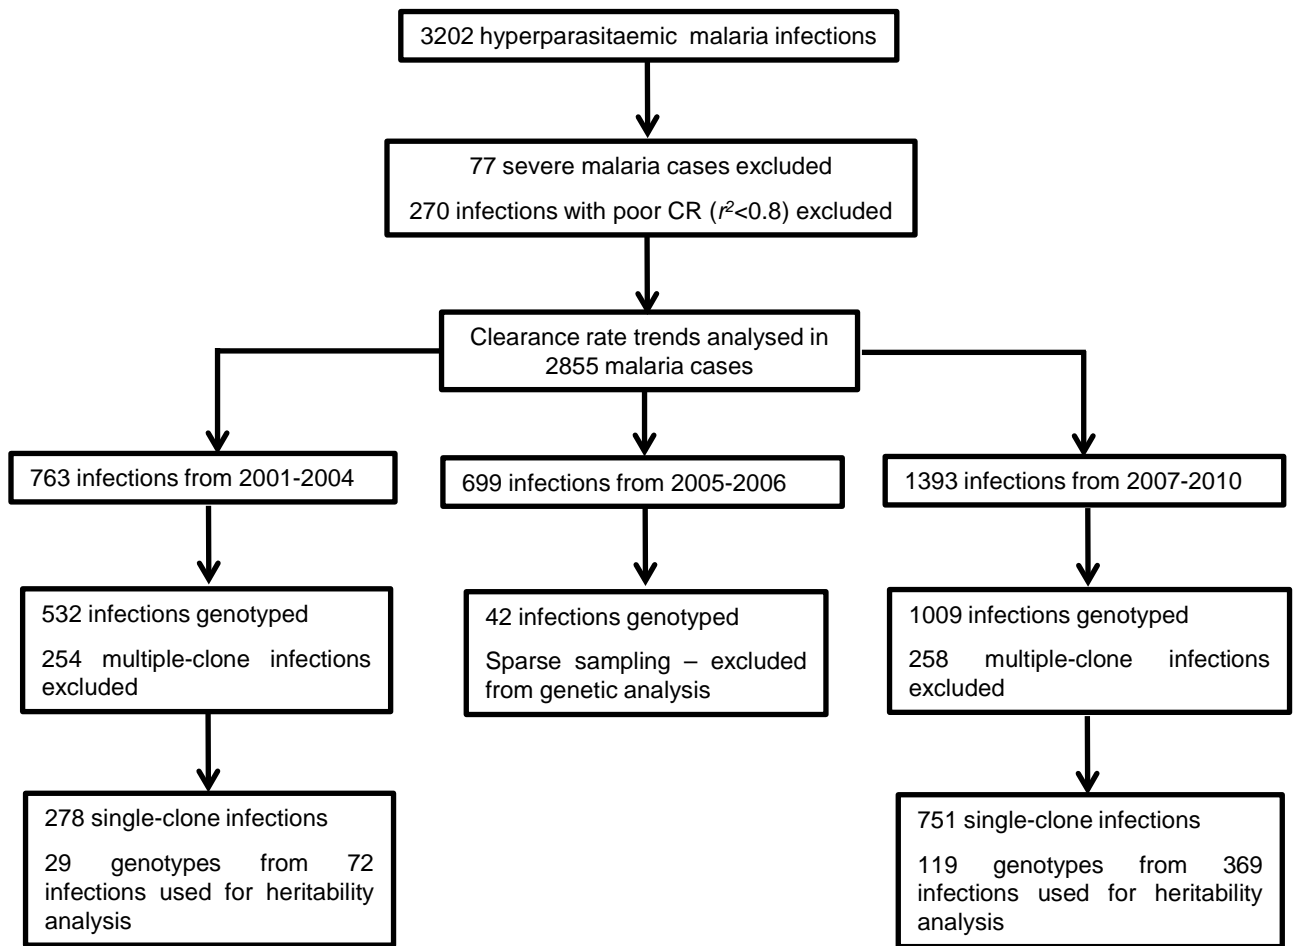 3202 hyperparasitaemic malaria infections
77 severe malaria cases excluded
270 infections with poor CR (r²<0.8) excluded
Clearance rate trends analysed in
2855 malaria cases
763 infections from 2001-2004
699 infections from 2005-2006
1393 infections from 2007-2010
532 infections genotyped
254 multiple-clone infections
excluded
42 infections genotyped
Sparse sampling – excluded
from genetic analysis
1009 infections genotyped
258 multiple-clone infections
excluded
278 single-clone infections
29 genotypes from 72
infections used for heritability
analysis
751 single-clone infections
119 genotypes from 369
infections used for heritability
analysis